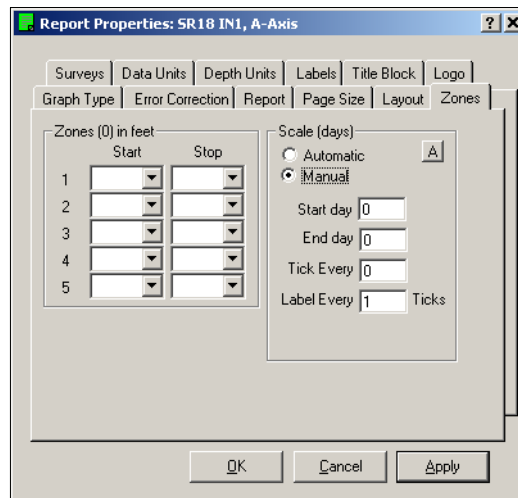 Report Properties: SR18 IN1, A-Axis
Surveys Data Units Depth Units Labels Title Block Logo
Graph Type Error Correction Report Page Size Layout Zones
Zones (0) in feet
Start Stop
1
2
3
4
5
Scale (days)
Automatic
A
Manual
Start day 0
End day 0
Tick Every 0
Label Every 1 Ticks
OK Cancel Apply